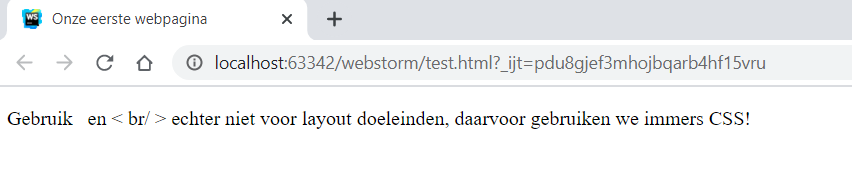 Onze eerste webpagina
localhost:63342/webstorm/test.html?_ijt=pdu8gjef3mhojbqarb4hf15vru
Gebruik   en < br/ > echter niet voor layout doeleinden, daarvoor gebruiken we immers CSS!